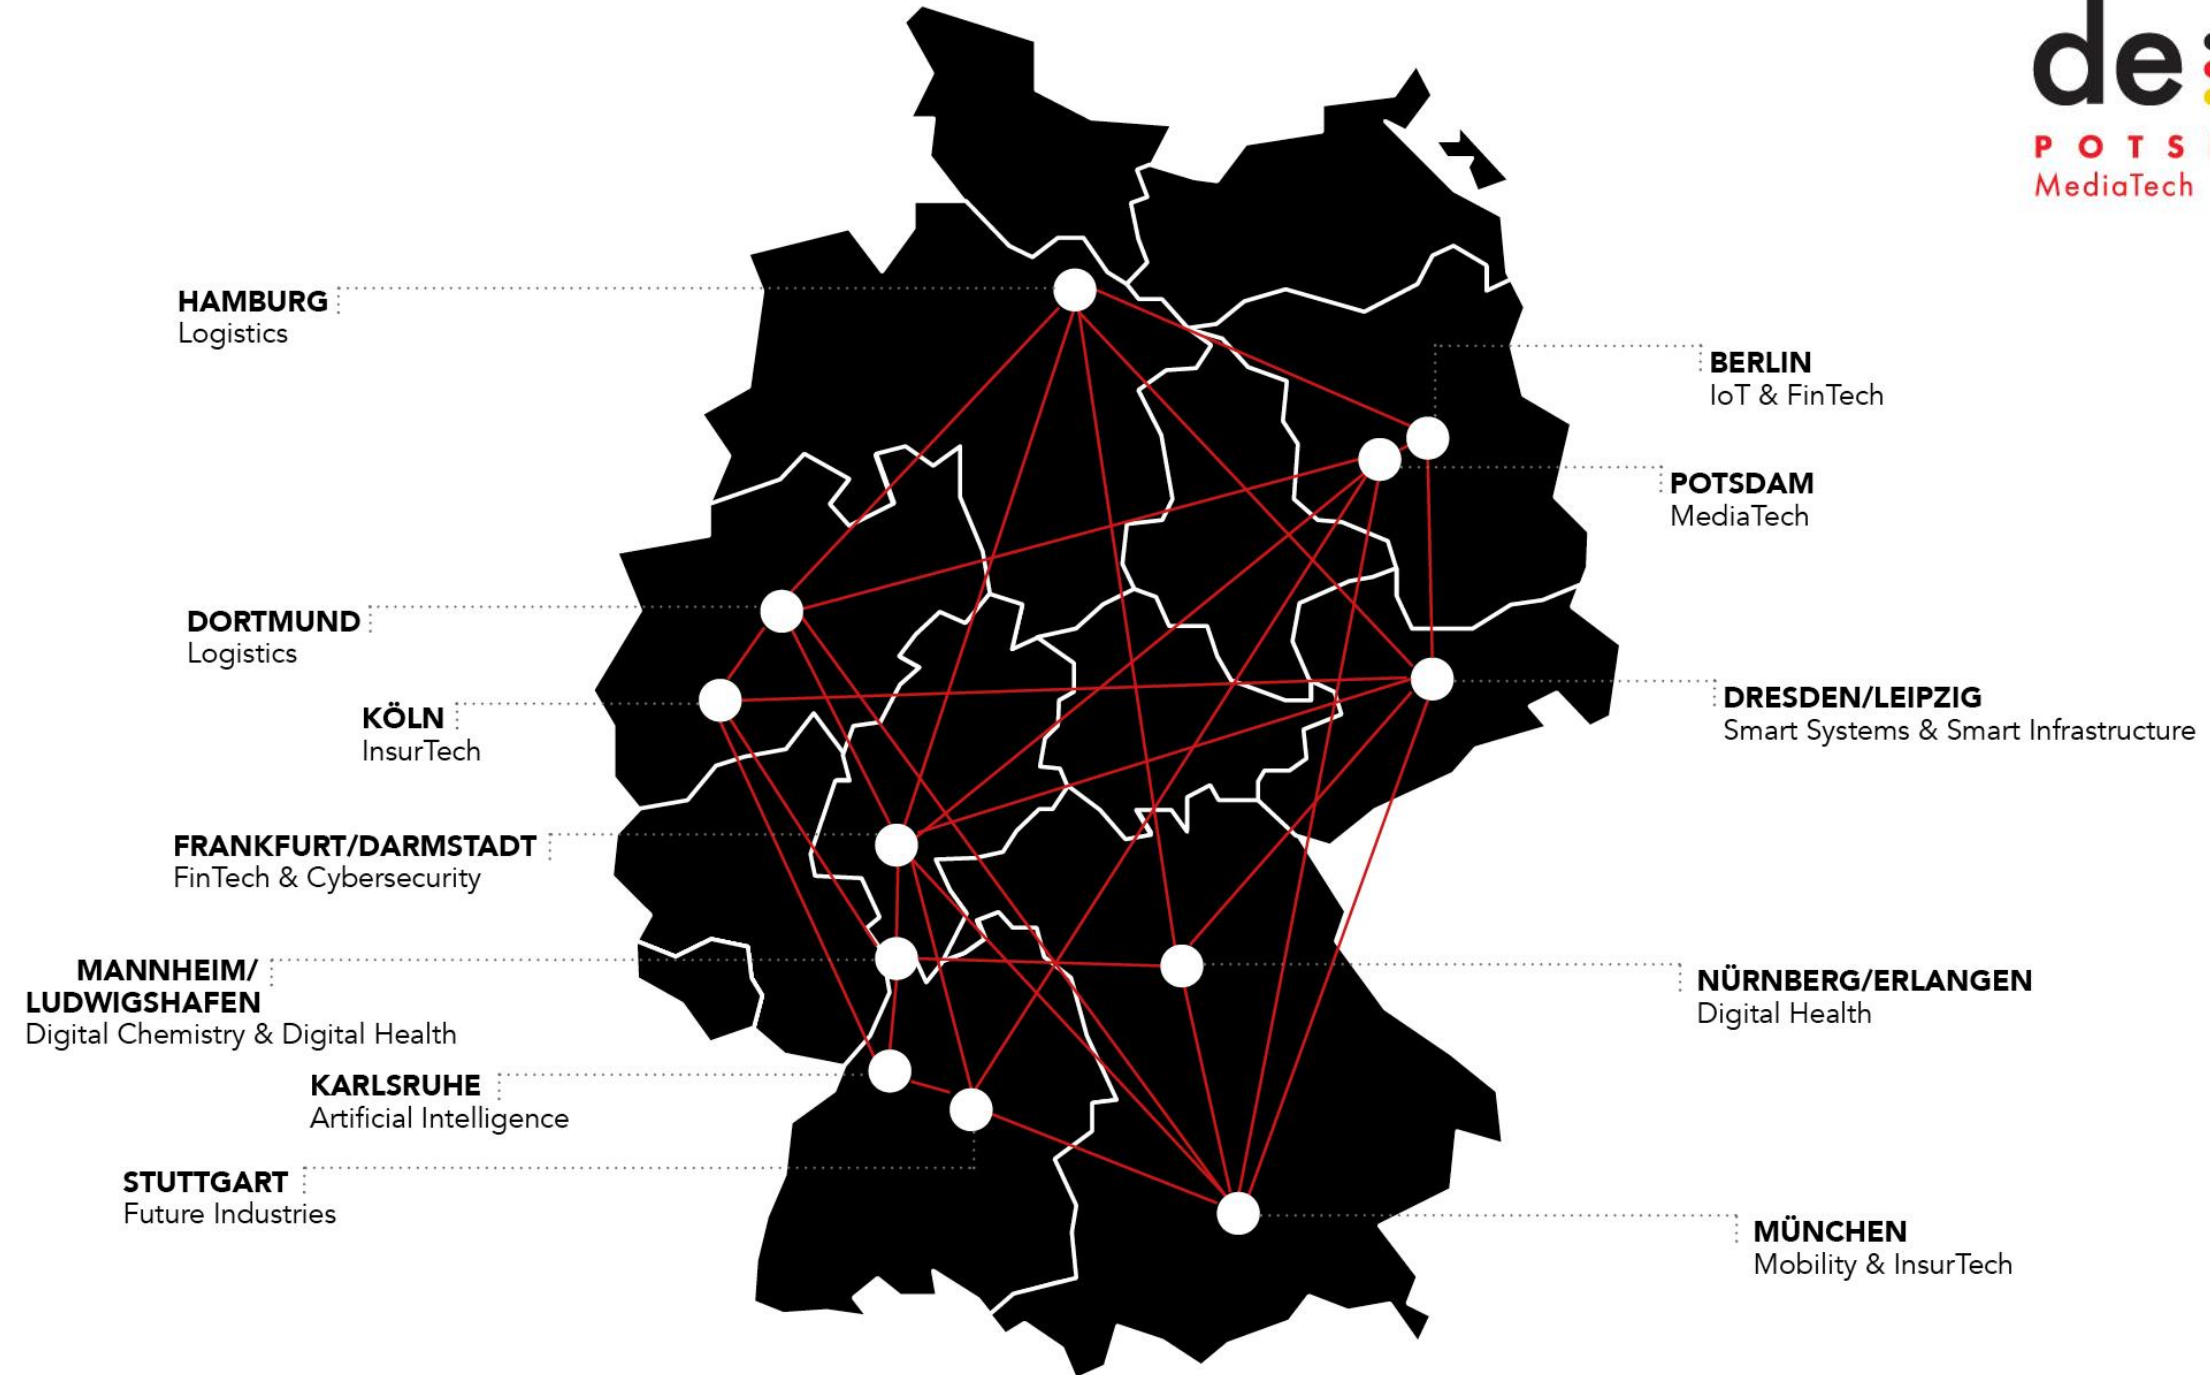 de:
POTS
MediaTech
HAMBURG
Logistics
BERLIN
IoT & FinTech
POTSDAM
MediaTech
DORTMUND
Logistics
KÖLN
InsurTech
DRESDEN/LEIPZIG
Smart Systems & Smart Infrastructure
FRANKFURT/DARMSTADT
FinTech & Cybersecurity
MANNHEIM/
LUDWIGSHAFEN
Digital Chemistry & Digital Health
NÜRNBERG/ERLANGEN
Digital Health
KARLSRUHE
Artificial Intelligence
STUTTGART
Future Industries
MÜNCHEN
Mobility & InsurTech